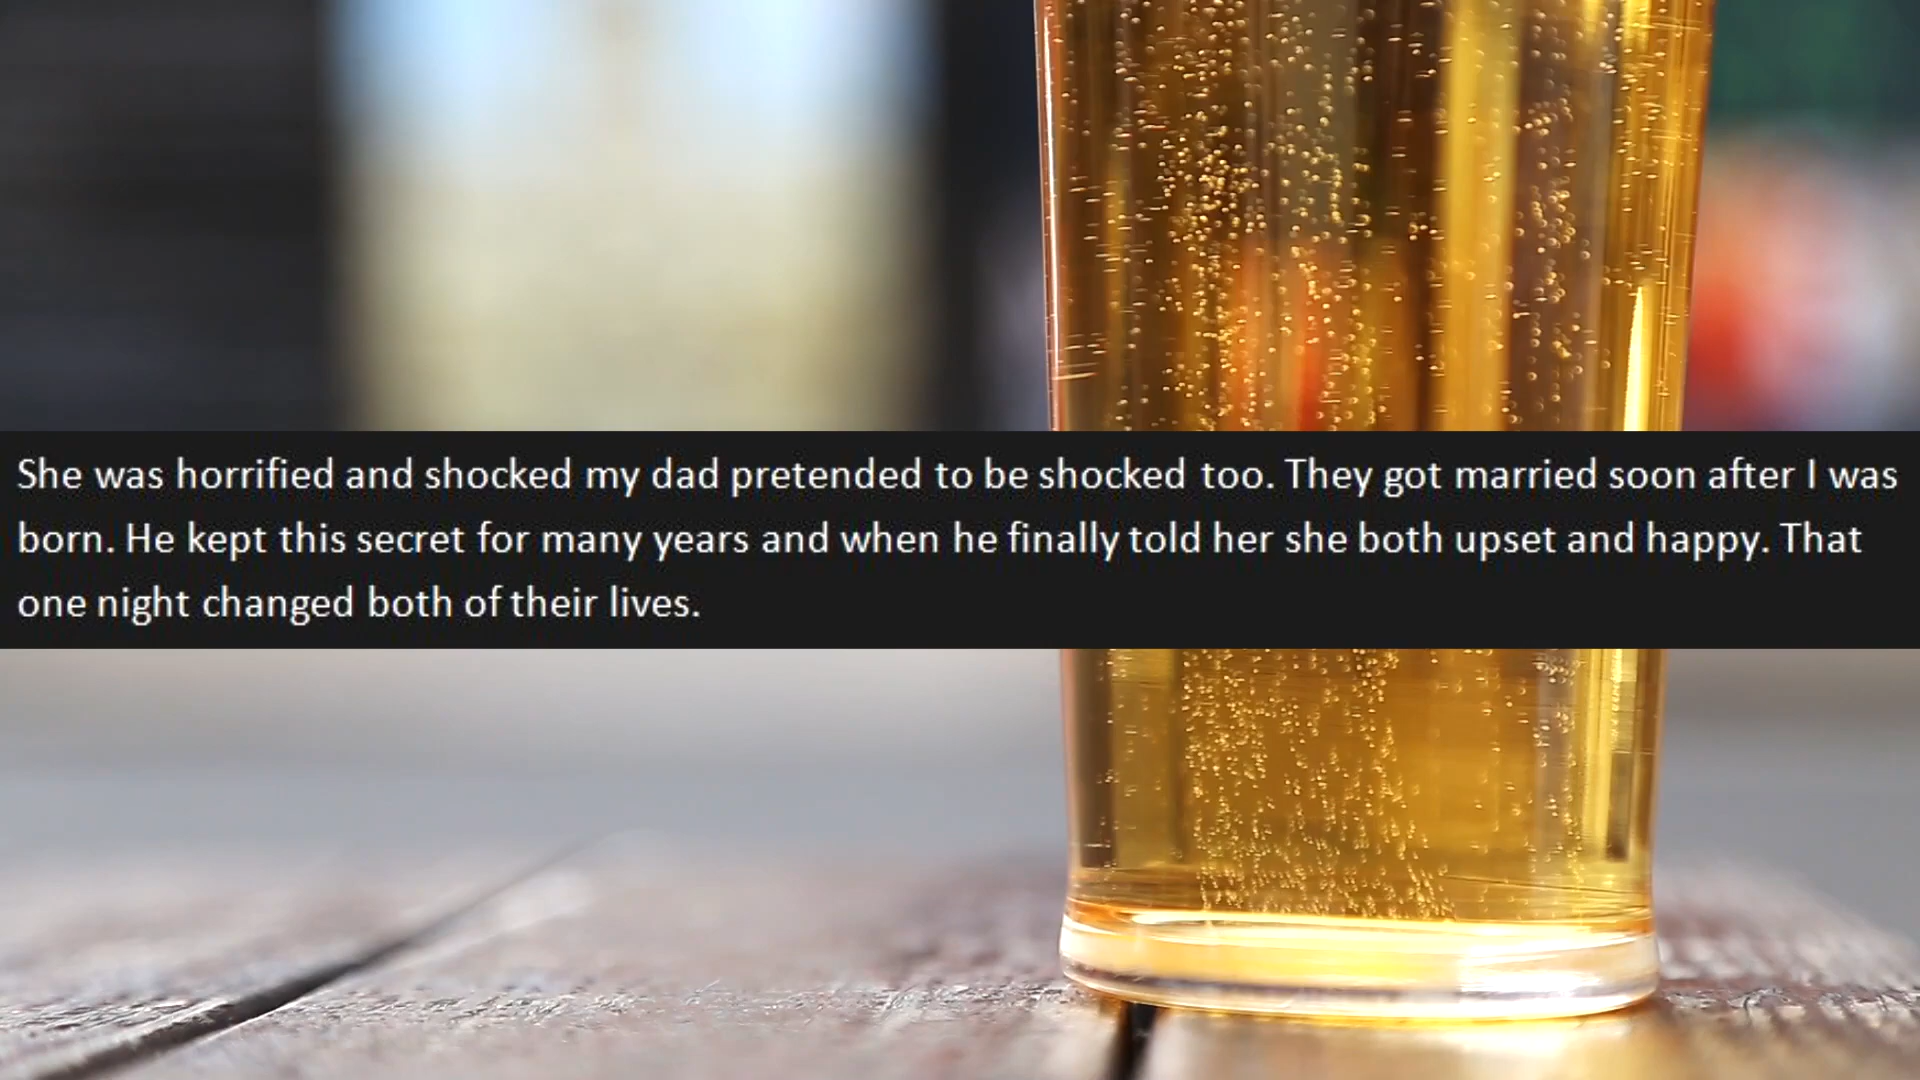 She was horrified and shocked my dad pretended to be shocked too. They got married soon after I was
born. He kept this secret for many years and when he finally told her she both upset and happy. That
one night changed both of their lives.